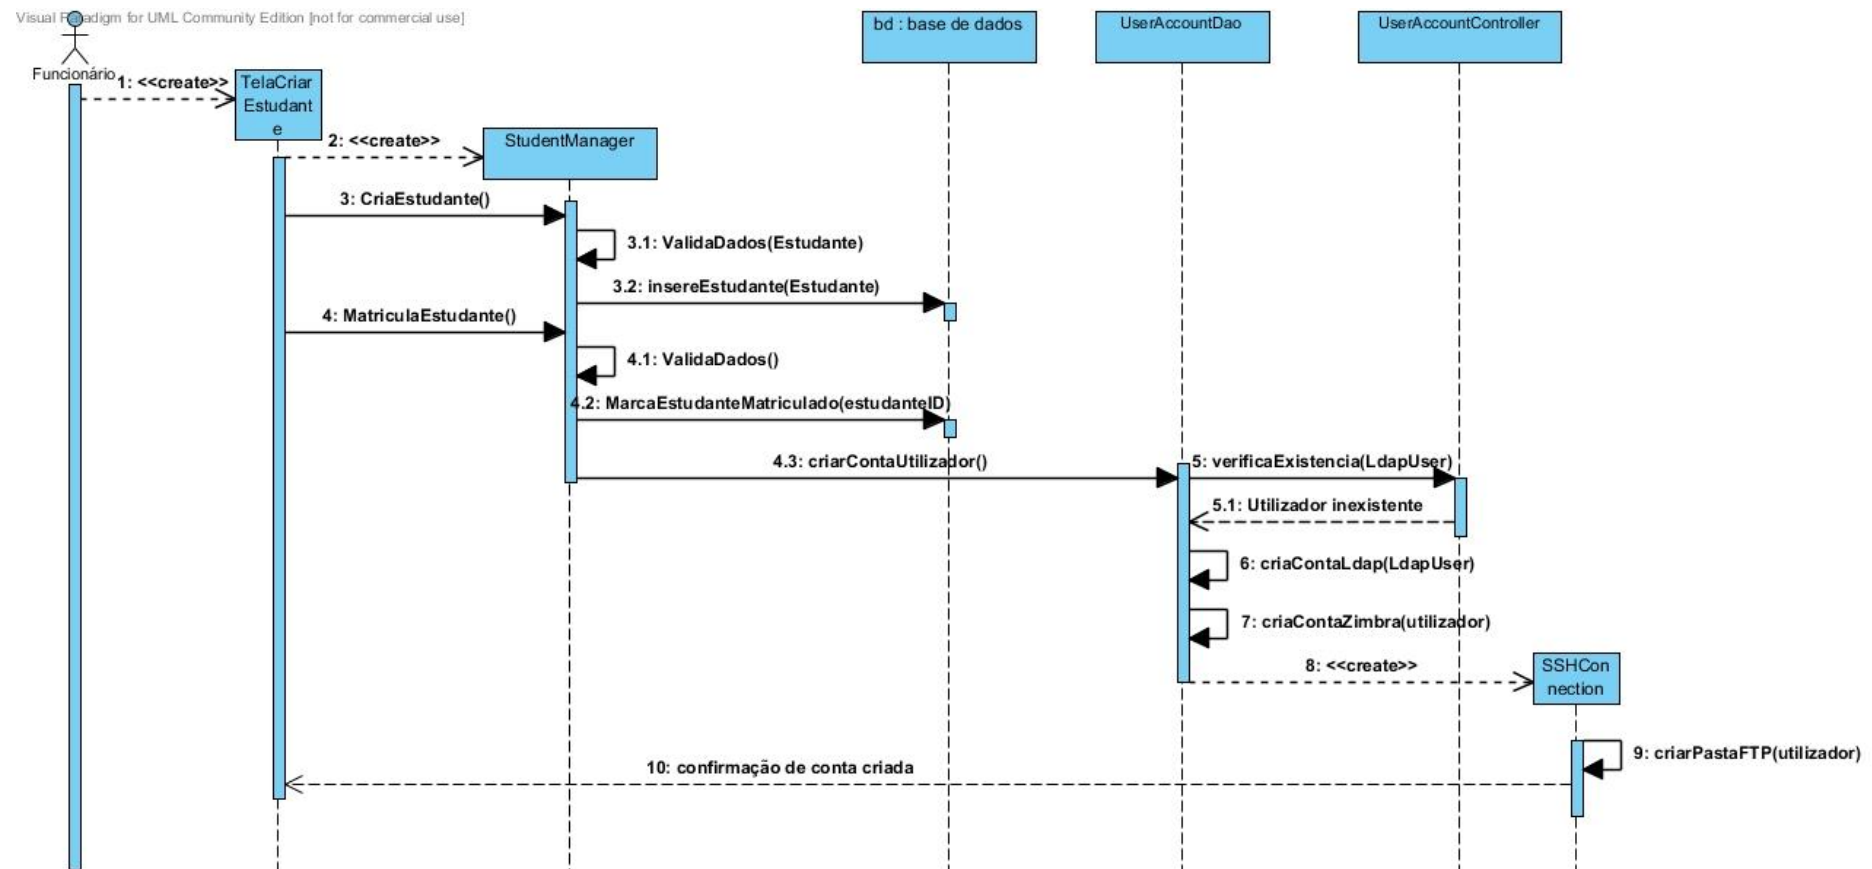 Visual Paradigm for UML Community Edition [not for commercial use]
Funcionário
bd : base de dados
UserAccountDao
UserAccountController
1: <<create>>
TelaCriar
Estudant
e
2: <<create>>
StudentManager
3: CriaEstudante()
3.1: ValidaDados(Estudante)
3.2: insereEstudante(Estudante)
4: MatriculaEstudante()
4.1: ValidaDados()
4.2: MarcaEstudanteMatriculado(estudanteID)
4.3: criarContaUtilizador()
5: verificaExistencia(LdapUser)
5.1: Utilizador inexistente
6: criaContaLdap(LdapUser)
7: criaContaZimbra(utilizador)
8: <<create>>
SSHCon
nection
9: criarPastaFTP(utilizador)
10: confirmação de conta criada